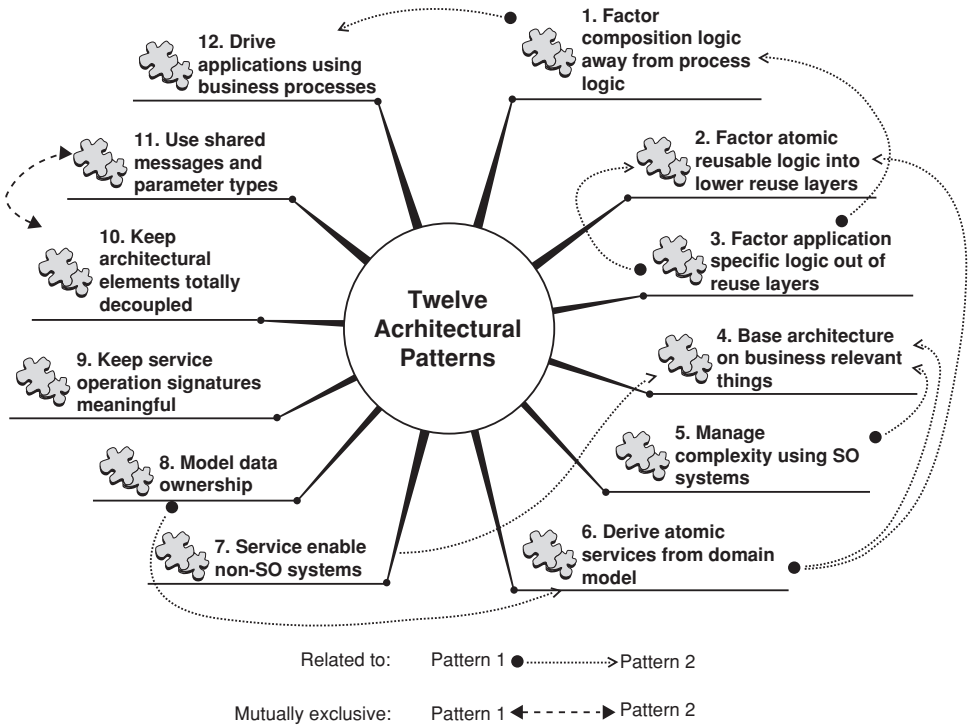 1. Factor
composition logic
away from process
logic
12. Drive
applications using
business processes
11. Use shared
messages and
parameter types
2. Factor atomic
reusable logic into
lower reuse layers
10. Keep
architectural
elements totally
decoupled
3. Factor application
specific logic out of
reuse layers
Twelve
Acrhitectural
Patterns
4. Base architecture
on business relevant
things
9. Keep service
operation signatures
meaningful
5. Manage
complexity using SO
systems
8. Model data
ownership
6. Derive atomic
services from domain
model
7. Service enable
non-SO systems
Related to: Pattern 1 Pattern 2
Mutually exclusive: Pattern 1 Pattern 2